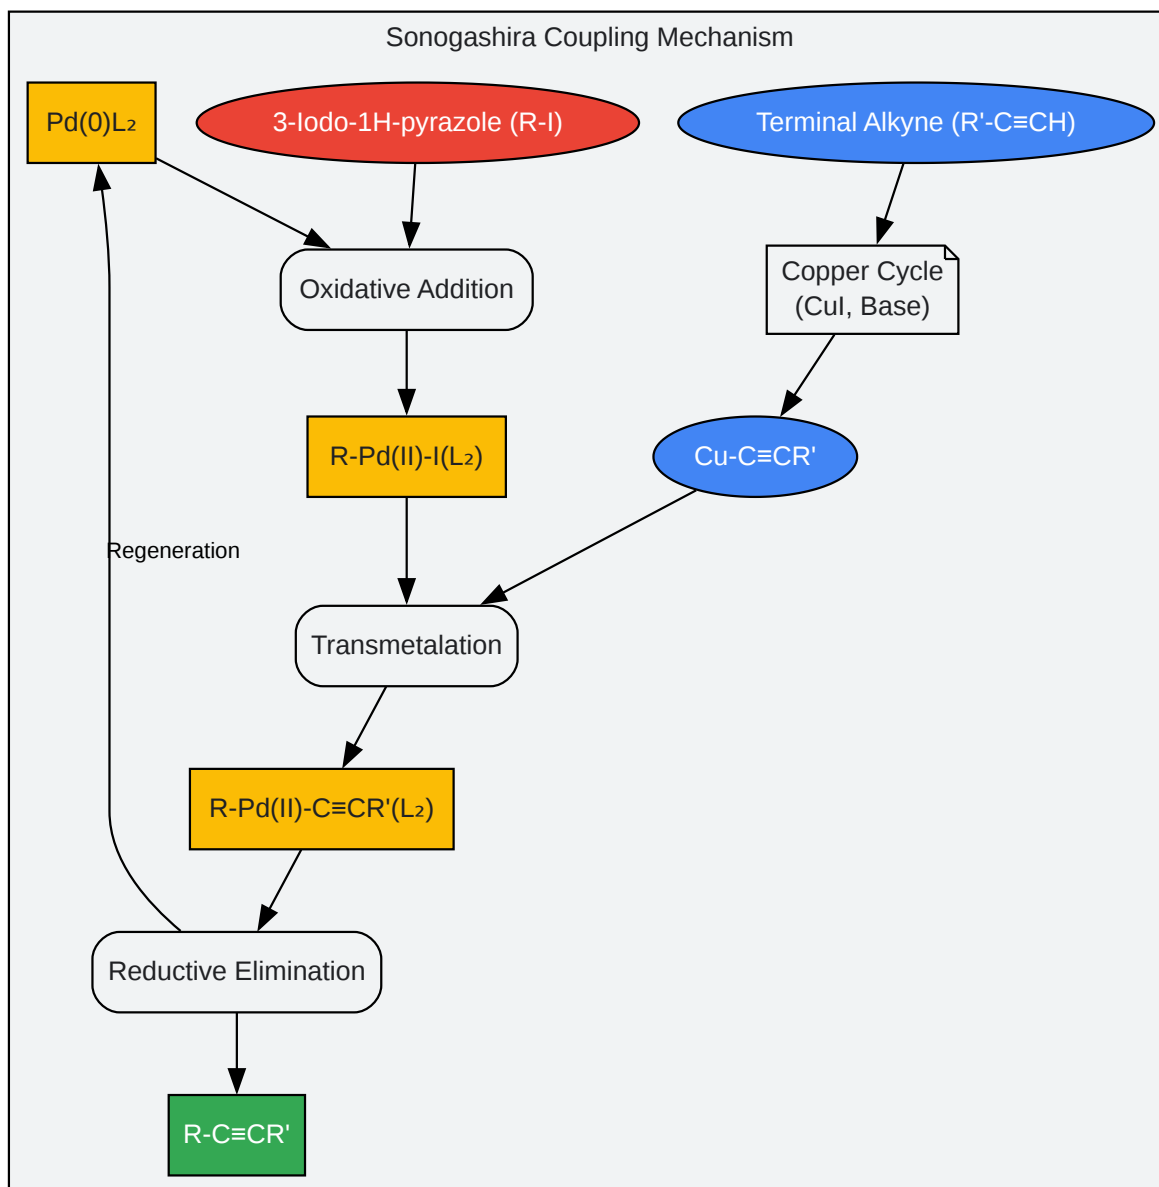 Sonogashira Coupling Mechanism
Pd(0)L₂
3-Iodo-1H-pyrazole (R-I)
Terminal Alkyne (R'-C≡CH)
Oxidative Addition
Copper Cycle
(CuI, Base)
R-Pd(II)-I(L₂)
Cu-C≡CR'
Regeneration
Transmetalation
R-Pd(II)-C≡CR'(L₂)
Reductive Elimination
R-C≡CR'